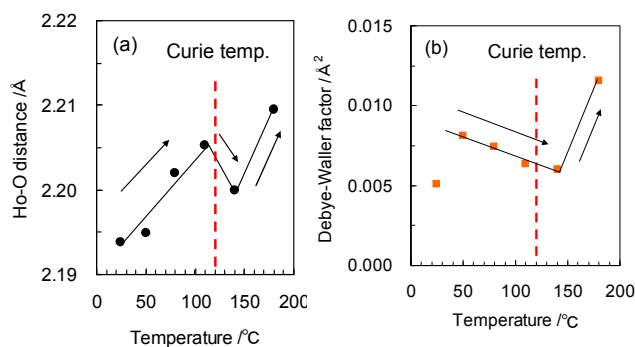 (a)
Curie temp.
Ho-O distance /Å
2.22
2.21
2.20
2.19
0
50
100
150
200
Temperature /°C
(b)
Curie temp.
Debye-Waller factor / Å²
0.015
0.010
0.005
0.000
0
50
100
150
200
Temperature /°C